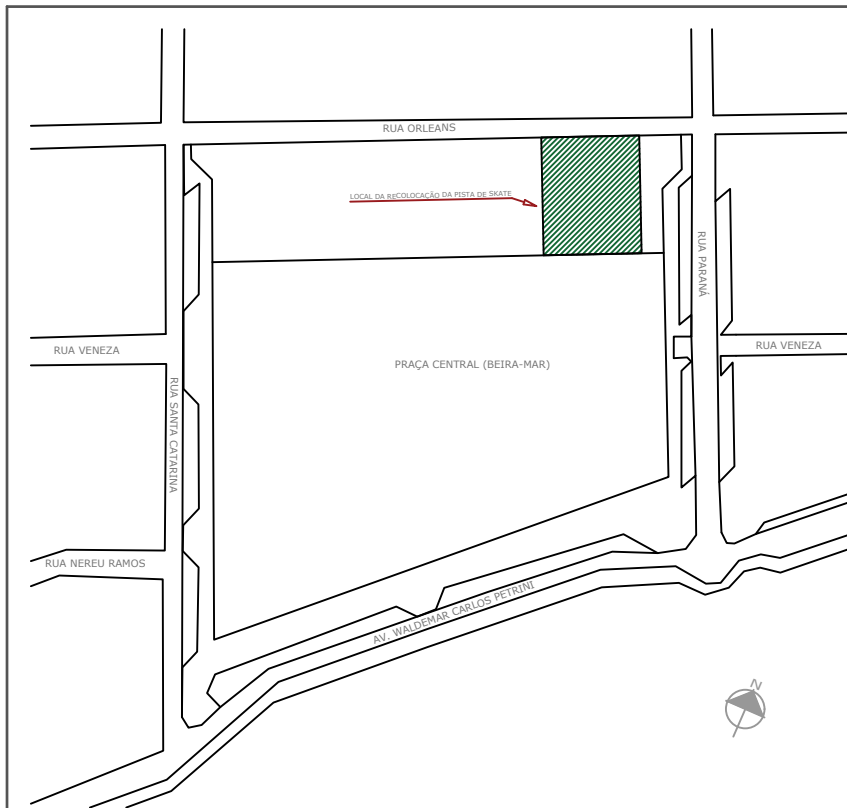 RUA ORLEANS
LOCAL DA RECOLOCAÇÃO DA PISTA DE SKATE
RUA PARANÁ
RUA VENEZA
RUA VENEZA
PRAÇA CENTRAL (BEIRA-MAR)
RUA SANTA CATARINA
RUA NEREU RAMOS
AV. WALDEMAR CARLOS PETRINI
N